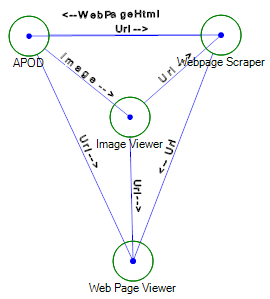 <--WebPageHtml
Url-->
APOD
Webpage Scraper
Image -->
Url -->
Image Viewer
Url-->
Url-->
<-- Url
Web Page Viewer